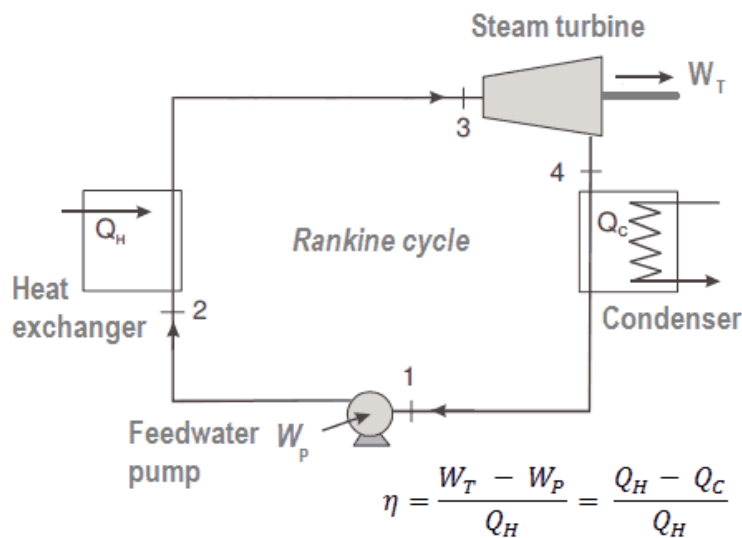 Steam turbine
W_T
3
4
Q_H
Rankine cycle
Q_c
Heat
exchanger
2
Condenser
1
Feedwater
pump
W_p
η = (W_T - W_P)/Q_H = (Q_H - Q_C)/Q_H